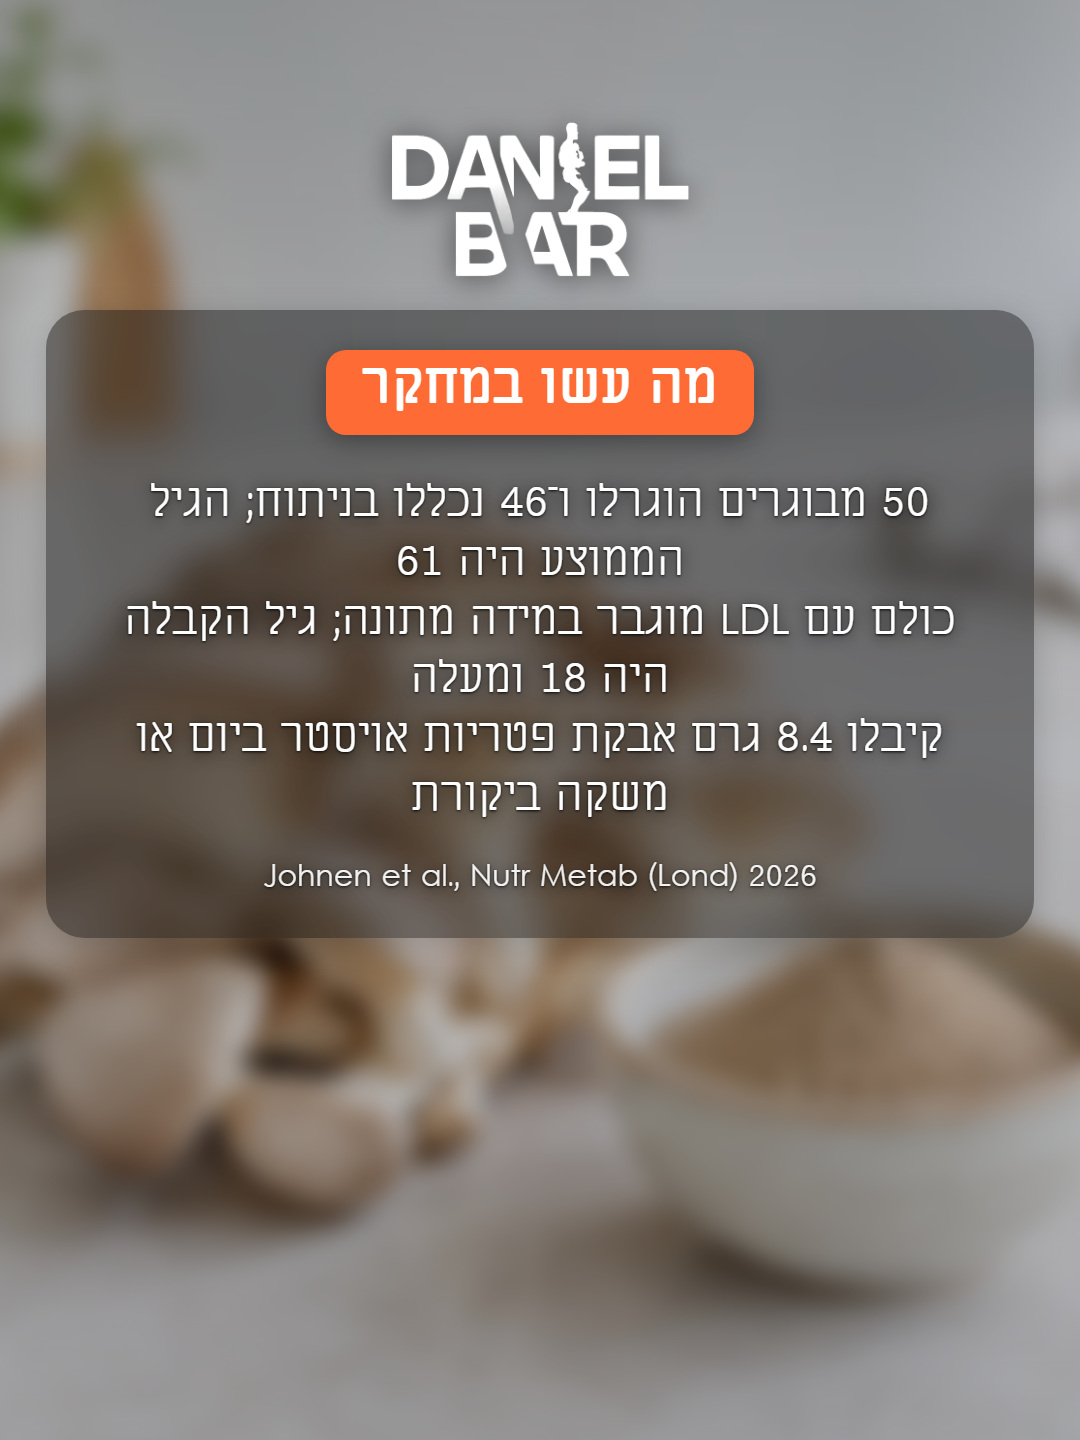 DANIEL
BAR
מה עשו במחקר
50 מבוגרים הוגרלו ו־46 נכללו בניתוח; הגיל
הממוצע היה 61
כולם עם LDL מוגבר במידה מתונה; גיל הקבלה
היה 18 ומעלה
קיבלו 8.4 גרם אבקת פטריות אויסטר ביום או
משקה ביקורת
Johnen et al., Nutr Metab (Lond) 2026